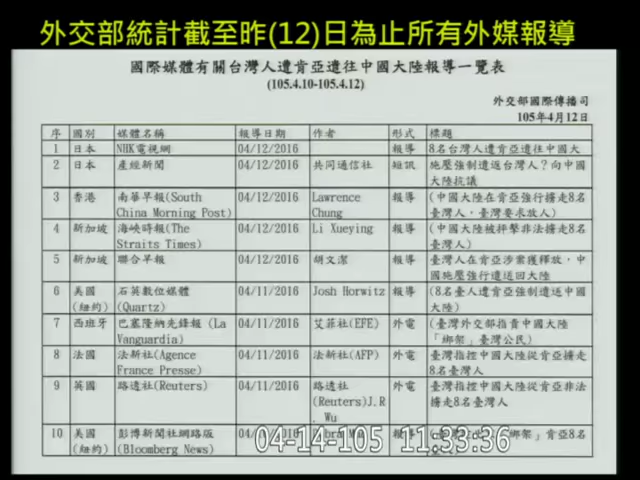 外交部統計截至昨(12)日為止所有外媒報導
國際媒體有關台灣人遭肯亞遣往中國大陸報導一覽表
(105.4.10-105.4.12)
外交部國際傳播司
105年4月12日
序 國別 媒體名稱 報導日期 作者 形式 標題
1 日本 NHK電視網 04/12/2016 報導 8名台灣人遭肯亞遣往中國大
2 日本 產經新聞 04/12/2016 共同通信社 短訊 施壓強制遣返台灣人？向中國
大陸抗議
3 香港 南華早報(South 04/12/2016 Lawrence 報導 (中國大陸在肯亞強行擄走8名
China Morning Post) Chung 臺灣人，臺灣要求放人)
4 新加坡 海峽時報(The 04/12/2016 Li Xueying 報導 (中國大陸被抨擊非法擄走8名
Straits Times) 臺灣人)
5 新加坡 聯合早報 04/12/2016 胡文潔 報導 臺灣人在肯亞涉案獲釋放，中
國施壓強行遣送回大陸
6 美國 石英數位媒體 04/11/2016 Josh Horwitz 報導 (8名臺人遭肯亞強制遣送中國
(紐約) (Quartz) 大陸)
7 西班牙 巴塞隆納先鋒報 (La 04/11/2016 艾菲社(EFE) 外電 (臺灣外交部指責中國大陸
Vanguardia) 「綁架」臺灣公民)
8 法國 法新社(Agence 04/11/2016 法新社(AFP) 外電 臺灣指控中國大陸從肯亞擄走
France Presse) 8名臺灣人
9 英國 路透社(Reuters) 04/11/2016 路透社 外電 臺灣指控中國大陸從肯亞非法
(Reuters)J.R 擄走8名臺灣人
. Wu
10 美國 彭博新聞社網路版 報導 「綁架」肯亞8名
(紐約) (Bloomberg News)
04-14-105 11:33:36